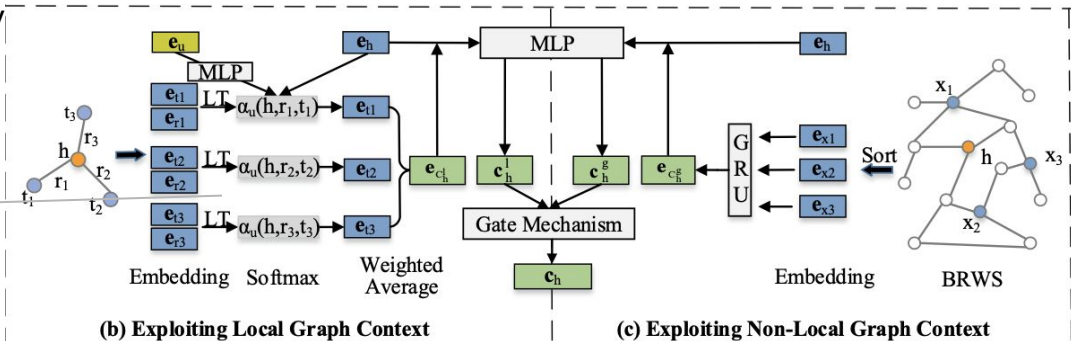 e_u
MLP
e_h
MLP
e_h
e_t1
e_r1
LT
α_u(h,r_1,t_1)
e_t1
e_t2
e_r2
LT
α_u(h,r_2,t_2)
e_t2
e_t3
e_r3
LT
α_u(h,r_3,t_3)
e_t3
t_3
r_3
h
r_1
r_2
t_1
t_2
e_{C_h^l}
c_h^l
c_h^g
e_{C_h^g}
GRU
e_x1
e_x2
e_x3
Sort
x_1
h
x_3
x_2
Gate Mechanism
c_h
Embedding
Softmax
Weighted
Average
Embedding
BRWS
(b) Exploiting Local Graph Context
(c) Exploiting Non-Local Graph Context